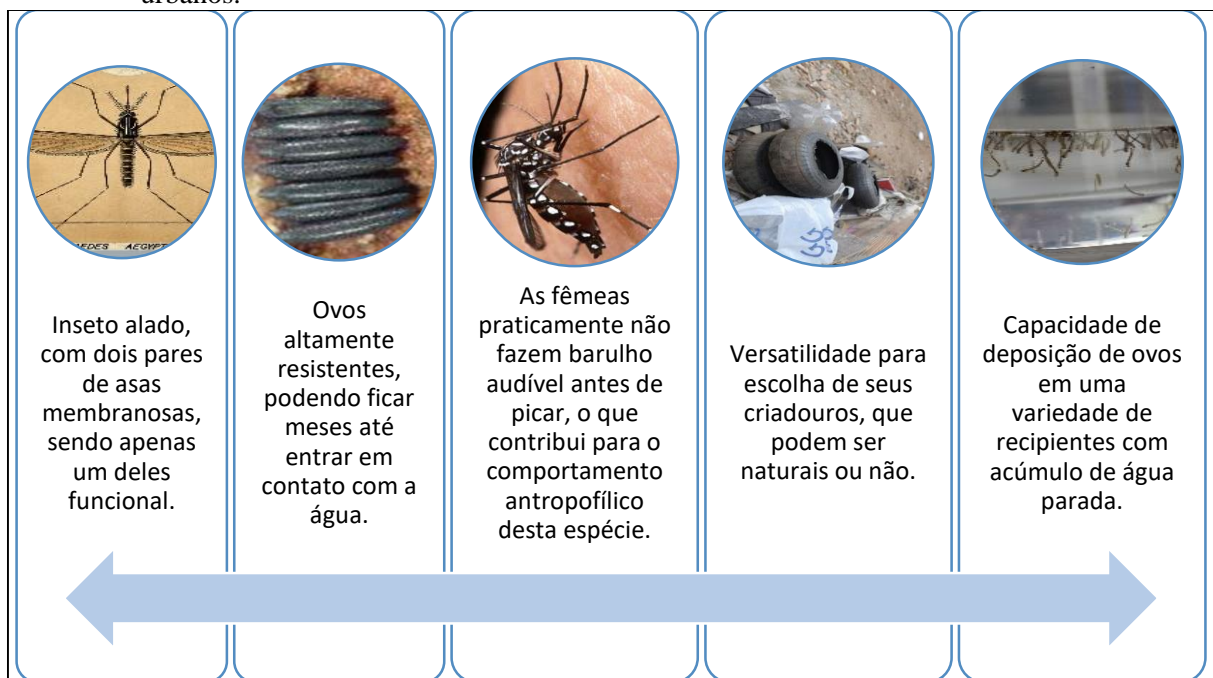 urbanos.
AEDES AEGYPT
Inseto alado,
com dois pares
de asas
membranosas,
sendo apenas
um deles
funcional.
Ovos
altamente
resistentes,
podendo ficar
meses até
entrar em
contato com a
água.
As fêmeas
praticamente não
fazem barulho
audível antes de
picar, o que
contribui para o
comportamento
antropofílico
desta espécie.
Versatilidade para
escolha de seus
criadouros, que
podem ser
naturais ou não.
Capacidade de
deposição de ovos
em uma
variedade de
recipientes com
acúmulo de água
parada.